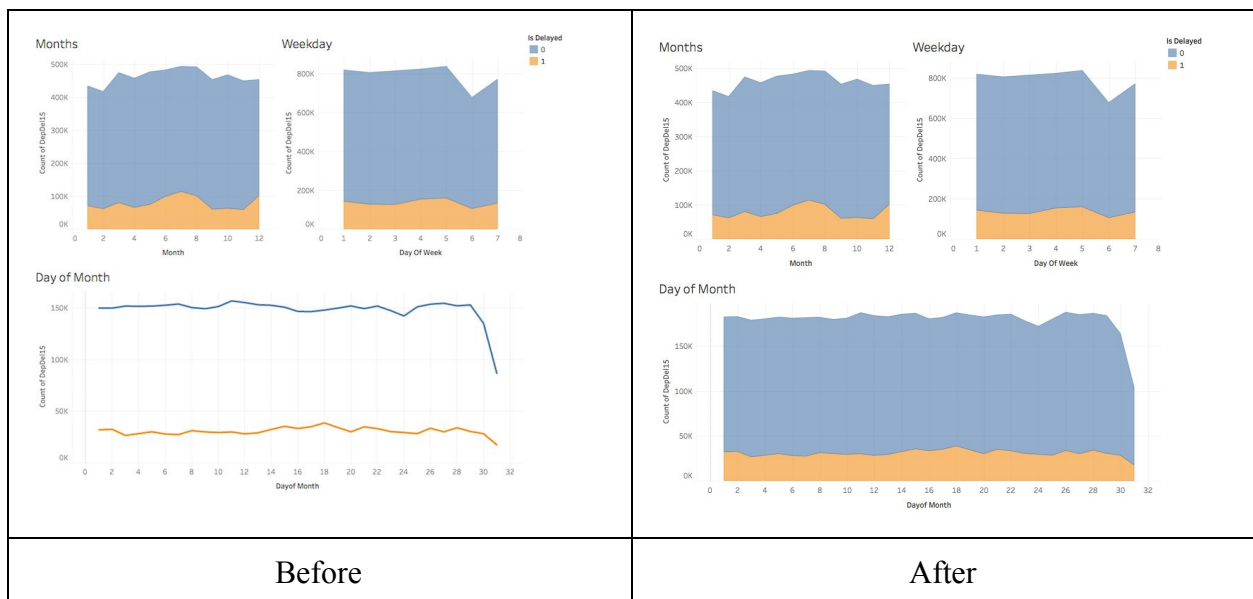 Months
Weekday
Is Delayed
0
1
500K
400K
300K
200K
100K
0K
Count of DepDel15
0 2 4 6 8 10 12
Month
800K
600K
400K
200K
0K
Count of DepDel15
0 1 2 3 4 5 6 7 8
Day Of Week
Day of Month
150K
100K
50K
0K
Count of DepDel15
0 2 4 6 8 10 12 14 16 18 20 22 24 26 28 30 32
Dayof Month
Before
Months
Weekday
Is Delayed
0
1
500K
400K
300K
200K
100K
0K
Count of DepDel15
0 2 4 6 8 10 12
Month
800K
600K
400K
200K
0K
Count of DepDel15
0 1 2 3 4 5 6 7 8
Day Of Week
Day of Month
150K
100K
50K
0K
Count of DepDel15
0 2 4 6 8 10 12 14 16 18 20 22 24 26 28 30 32
Dayof Month
After